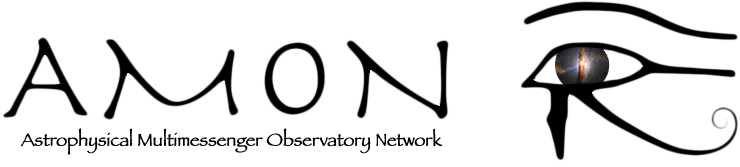 AMON
Astrophysical Multimessenger Observatory Network